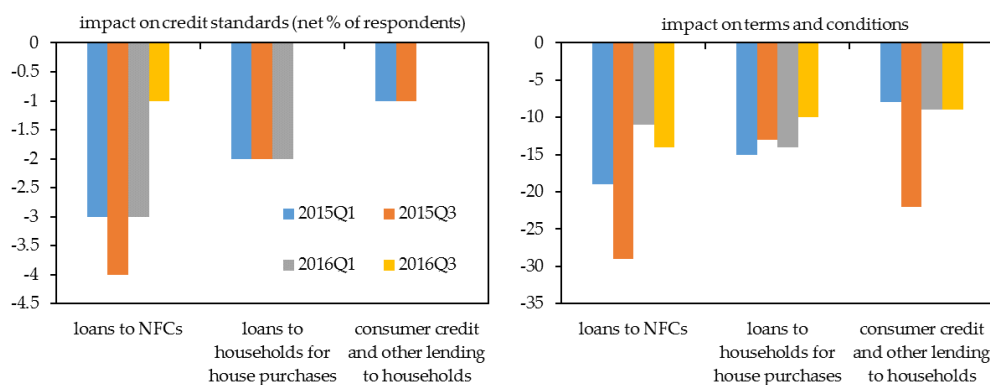 impact on credit standards (net % of respondents)
0
-0.5
-1
-1.5
-2
-2.5
-3
-3.5
-4
-4.5
2015Q1
2015Q3
2016Q1
2016Q3
loans to NFCs
loans to
households for
house purchases
consumer credit
and other lending
to households
impact on terms and conditions
0
-5
-10
-15
-20
-25
-30
-35
loans to NFCs
loans to
households for
house purchases
consumer credit
and other lending
to households